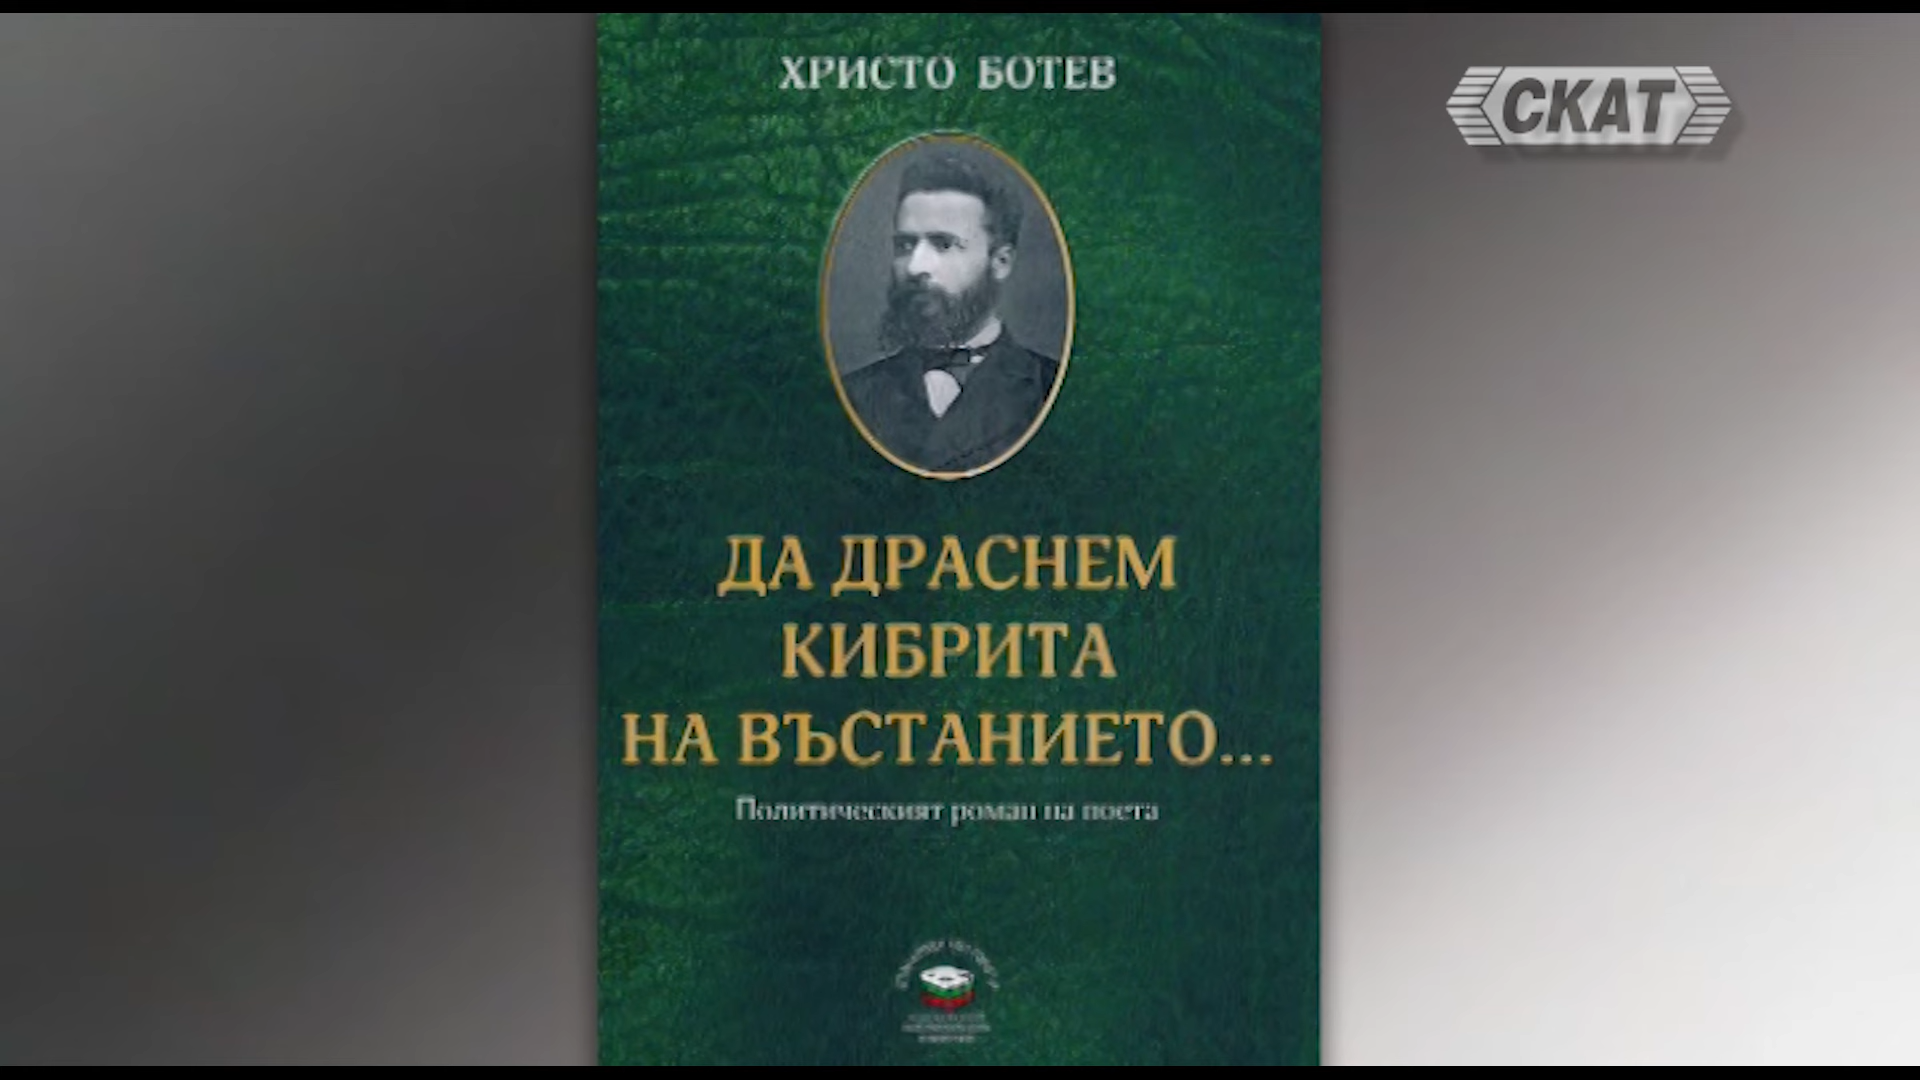 ХРИСТО БОТЕВ
СКАТ
ДА ДРАСНЕМ
КИБРИТА
НА ВЪСТАНИЕТО...
Политическият роман на поета